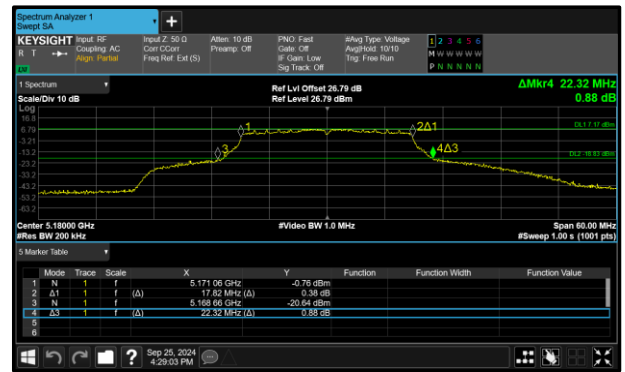 Spectrum Analyzer 1
Swept SA
+
KEYSIGHT Input: RF Input Z: 50 Ω Atten: 10 dB PNO: Fast #Avg Type: Voltage 1 2 3 4 5 6
R T Coupling: AC Corr CCorr Preamp: Off Gate: Off Avg|Hold: 10/10 M W W W W W
Align: Partial Freq Ref: Ext (S) IF Gain: Low Trig: Free Run
Sig Track: Off P N N N N N
1 Spectrum Ref Lvl Offset 26.79 dB ΔMkr4 22.32 MHz
Scale/Div 10 dB Ref Level 26.79 dBm 0.88 dB
Log
16.8
6.79 1 2Δ1 DL1 7.17 dBm
-3.21
-13.2 3 4Δ3 DL2 -18.83 dBm
-23.2
-33.2
-43.2
-53.2
-63.2
Center 5.18000 GHz #Video BW 1.0 MHz Span 60.00 MHz
#Res BW 200 kHz #Sweep 1.00 s (1001 pts)
5 Marker Table
Mode Trace Scale X Y Function Function Width Function Value
1 N 1 f 5.171 06 GHz -0.76 dBm
2 Δ1 1 f (Δ) 17.82 MHz (Δ) 0.38 dB
3 N 1 f 5.168 66 GHz -20.64 dBm
4 Δ3 1 f (Δ) 22.32 MHz (Δ) 0.88 dB
5
6
? Sep 25, 2024
4:29:03 PM